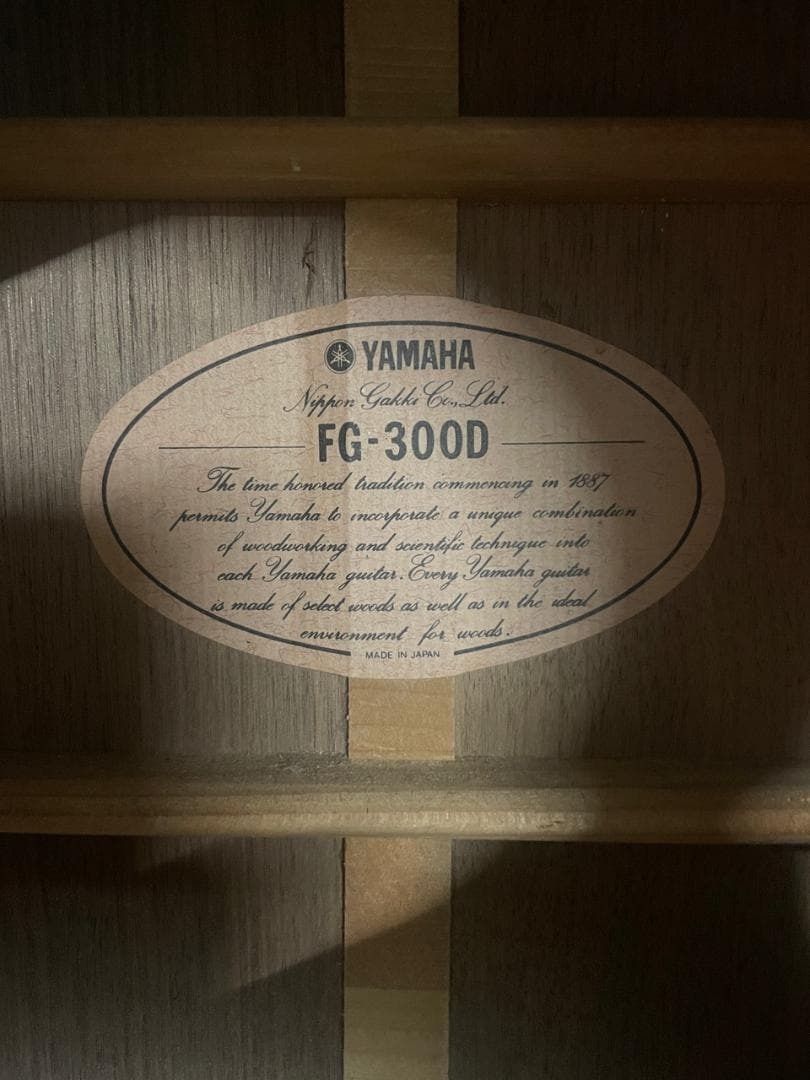 YAMAHA
Nippon Gakki Co., Ltd.
FG-300D
The time honored tradition commencing in 1887
permits Yamaha to incorporate a unique combination
of woodworking and scientific technique into
each Yamaha guitar. Every Yamaha guitar
is made of select woods as well as in the ideal
environment for woods.
MADE IN JAPAN